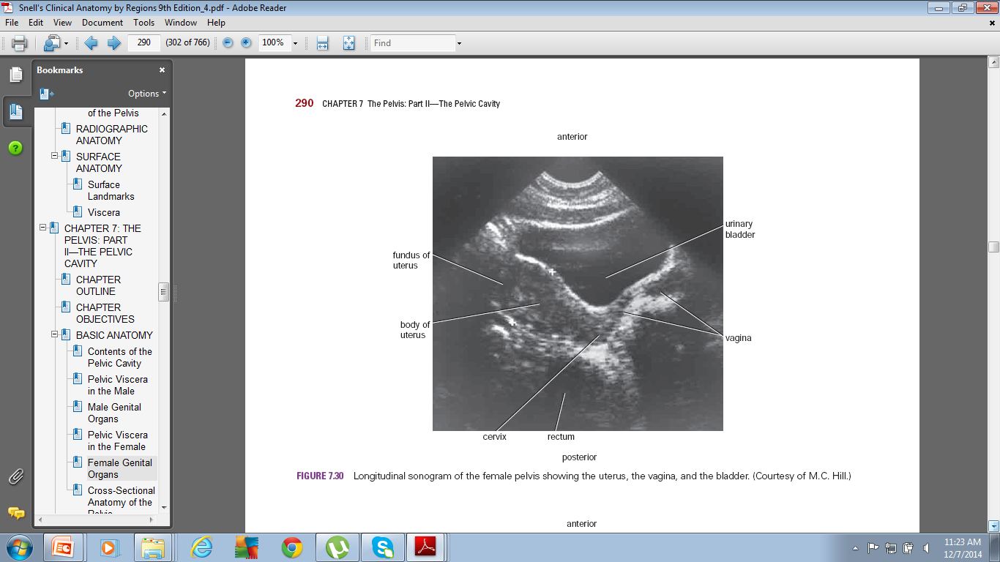 Snell's Clinical Anatomy by Regions 9th Edition_4.pdf - Adobe Reader
File Edit View Document Tools Window Help
290 (302 of 766) 100% Find
Bookmarks
Options
of the Pelvis
RADIOGRAPHIC
ANATOMY
SURFACE
ANATOMY
Surface
Landmarks
Viscera
CHAPTER 7: THE
PELVIS: PART
II—THE PELVIC
CAVITY
CHAPTER
OUTLINE
CHAPTER
OBJECTIVES
BASIC ANATOMY
Contents of the
Pelvic Cavity
Pelvic Viscera
in the Male
Male Genital
Organs
Pelvic Viscera
in the Female
Female Genital
Organs
Cross-Sectional
Anatomy of the
Pelvis
290 CHAPTER 7 The Pelvis: Part II—The Pelvic Cavity
anterior
urinary
bladder
fundus of
uterus
body of
uterus
vagina
cervix rectum
posterior
FIGURE 7.30 Longitudinal sonogram of the female pelvis showing the uterus, the vagina, and the bladder. (Courtesy of M.C. Hill.)
anterior
11:23 AM
12/7/2014